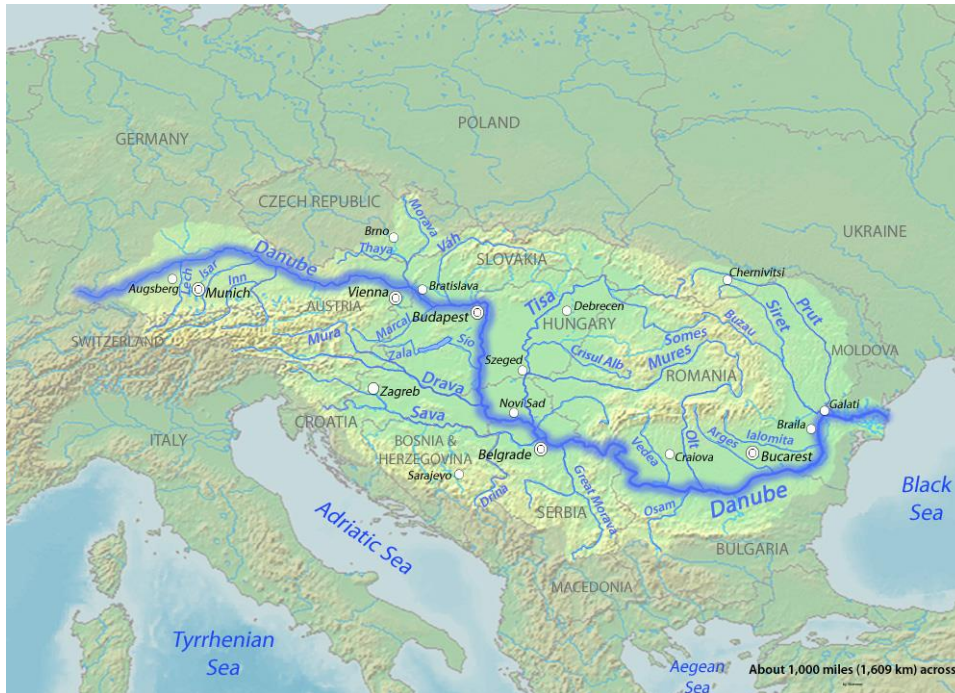 POLAND
GERMANY
CZECH REPUBLIC
Morava
UKRAINE
Brno
Vah
Thaya
Danube
SLOVAKIA
Chernivitsi
Augsberg
Lech
Isar
Inn
Munich
Vienna
Bratislava
Tisa
Debrecen
Siret
Prut
AUSTRIA
Budapest
HUNGARY
Buzau
Somes
Marcal
Mura
SWITZERLAND
Zala
Sio
Szeged
Crisul Alb
Mures
MOLDOVA
ROMANIA
Drava
Zagreb
Novi Sad
Galati
Sava
CROATIA
Braila
ITALY
BOSNIA &
HERZEGOVINA
Belgrade
Vedea
Olt
Arges
Ialomita
Craiova
Bucarest
Sarajevo
Drina
Great Morava
Black
Sea
Danube
Osam
SERBIA
Adriatic Sea
BULGARIA
MACEDONIA
Tyrrhenian
Sea
Aegean
Sea
About 1,000 miles (1,609 km) across